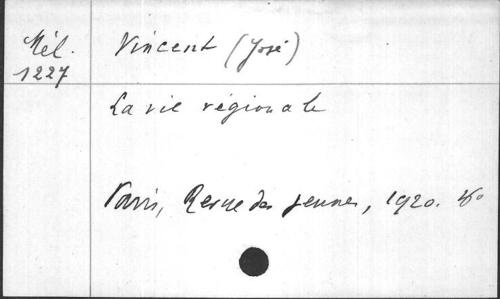 Mél.
1227
Vincent (José)
La vie régionale
Paris, Revue des jeunes, 1920.